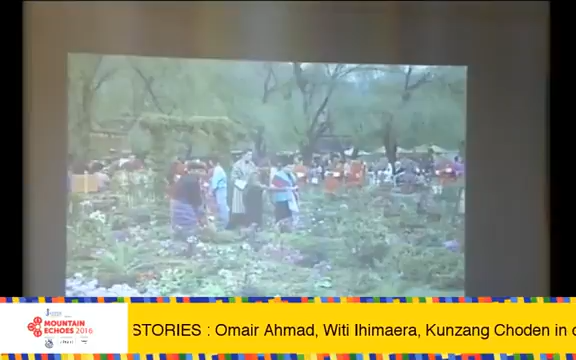 MOUNTAIN
ECHOES 2016
STORIES : Omair Ahmad, Witi Ihimaera, Kunzang Choden in c